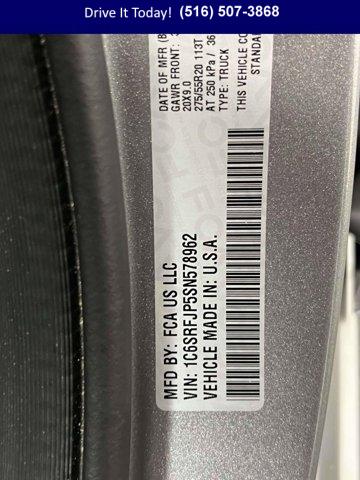 Drive It Today! (516) 507-3868
MFD BY: FCA US LLC
VIN: 1C6SRFJP5SN578962
VEHICLE MADE IN: U.S.A.
DATE OF MFR
GAWR FRONT:
20X9.0
275/55R20 113T
AT 250 kPa / 36
TYPE: TRUCK
THIS VEHICLE